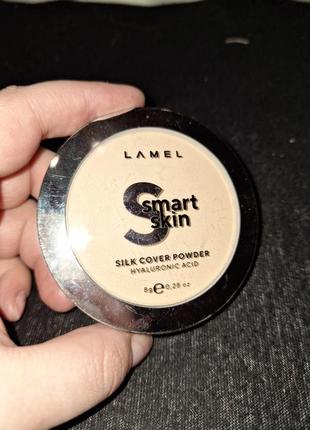 LAMEL
S smart
skin
SILK COVER POWDER
HYALURONIC ACID
8g ℮ 0,28 oz